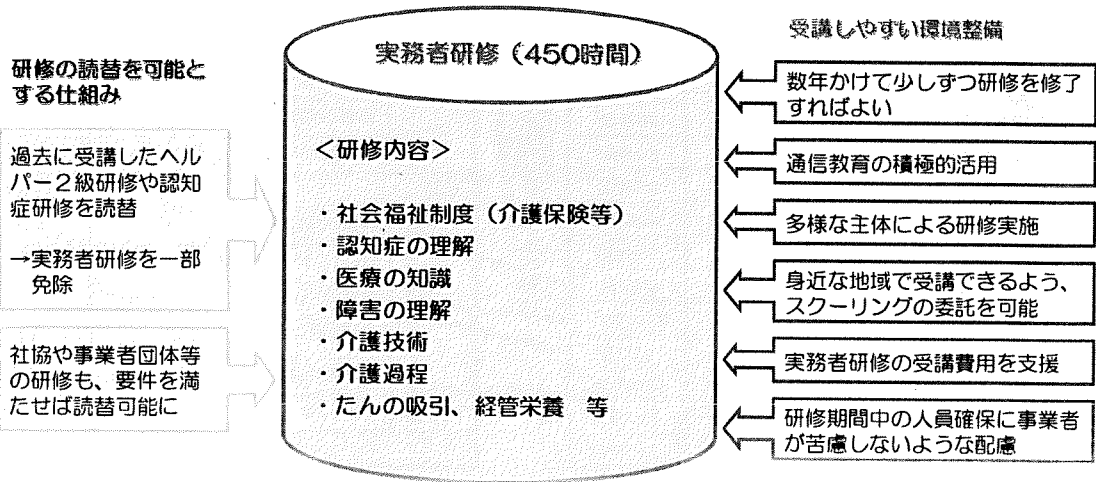 研修の読替を可能と
する仕組み
過去に受講したヘル
パー２級研修や認知
症研修を読替
→実務者研修を一部
免除
社協や事業者団体等
の研修も、要件を満
たせば読替可能に
実務者研修（450時間）
＜研修内容＞
・社会福祉制度（介護保険等）
・認知症の理解
・医療の知識
・障害の理解
・介護技術
・介護過程
・たんの吸引、経管栄養　等
受講しやすい環境整備
数年かけて少しずつ研修を修了
すればよい
通信教育の積極的活用
多様な主体による研修実施
身近な地域で受講できるよう、
スクーリングの委託を可能
実務者研修の受講費用を支援
研修期間中の人員確保に事業者
が苦慮しないような配慮